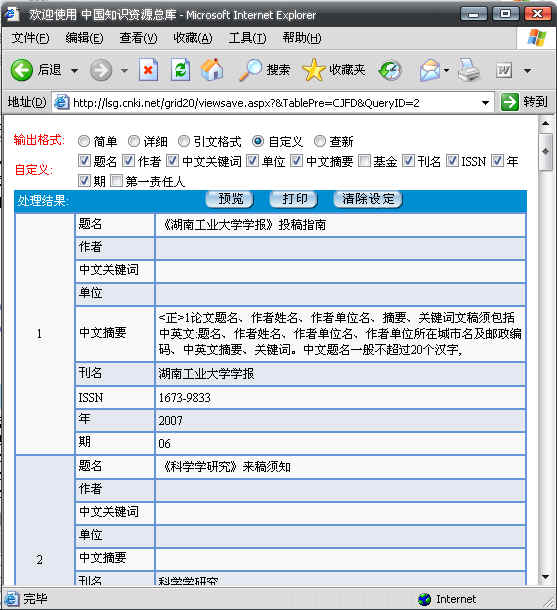 欢迎使用 中国知识资源总库 - Microsoft Internet Explorer
文件(F) 编辑(E) 查看(V) 收藏(A) 工具(T) 帮助(H)
后退 搜索 收藏夹 W
地址(D) http://lsg.cnki.net/grid20/viewsave.aspx?&TablePre=CJFD&QueryID=2 转到
输出格式: 简单 详细 引文格式 自定义 查新
自定义: 题名 作者 中文关键词 单位 中文摘要 基金 刊名 ISSN 年
期 第一责任人
处理结果: 预览 打印 清除设定
1
题名 《湖南工业大学学报》投稿指南
作者
中文关键词
单位
中文摘要 <正>1论文题名、作者姓名、作者单位名、摘要、关键词文稿须包括
中英文:题名、作者姓名、作者单位名、作者单位所在城市名及邮政编
码、中英文摘要、关键词。中文题名一般不超过20个汉字,
刊名 湖南工业大学学报
ISSN 1673-9833
年 2007
期 06
2
题名 《科学学研究》来稿须知
作者
中文关键词
单位
中文摘要
刊名 科学学研究
完毕 Internet